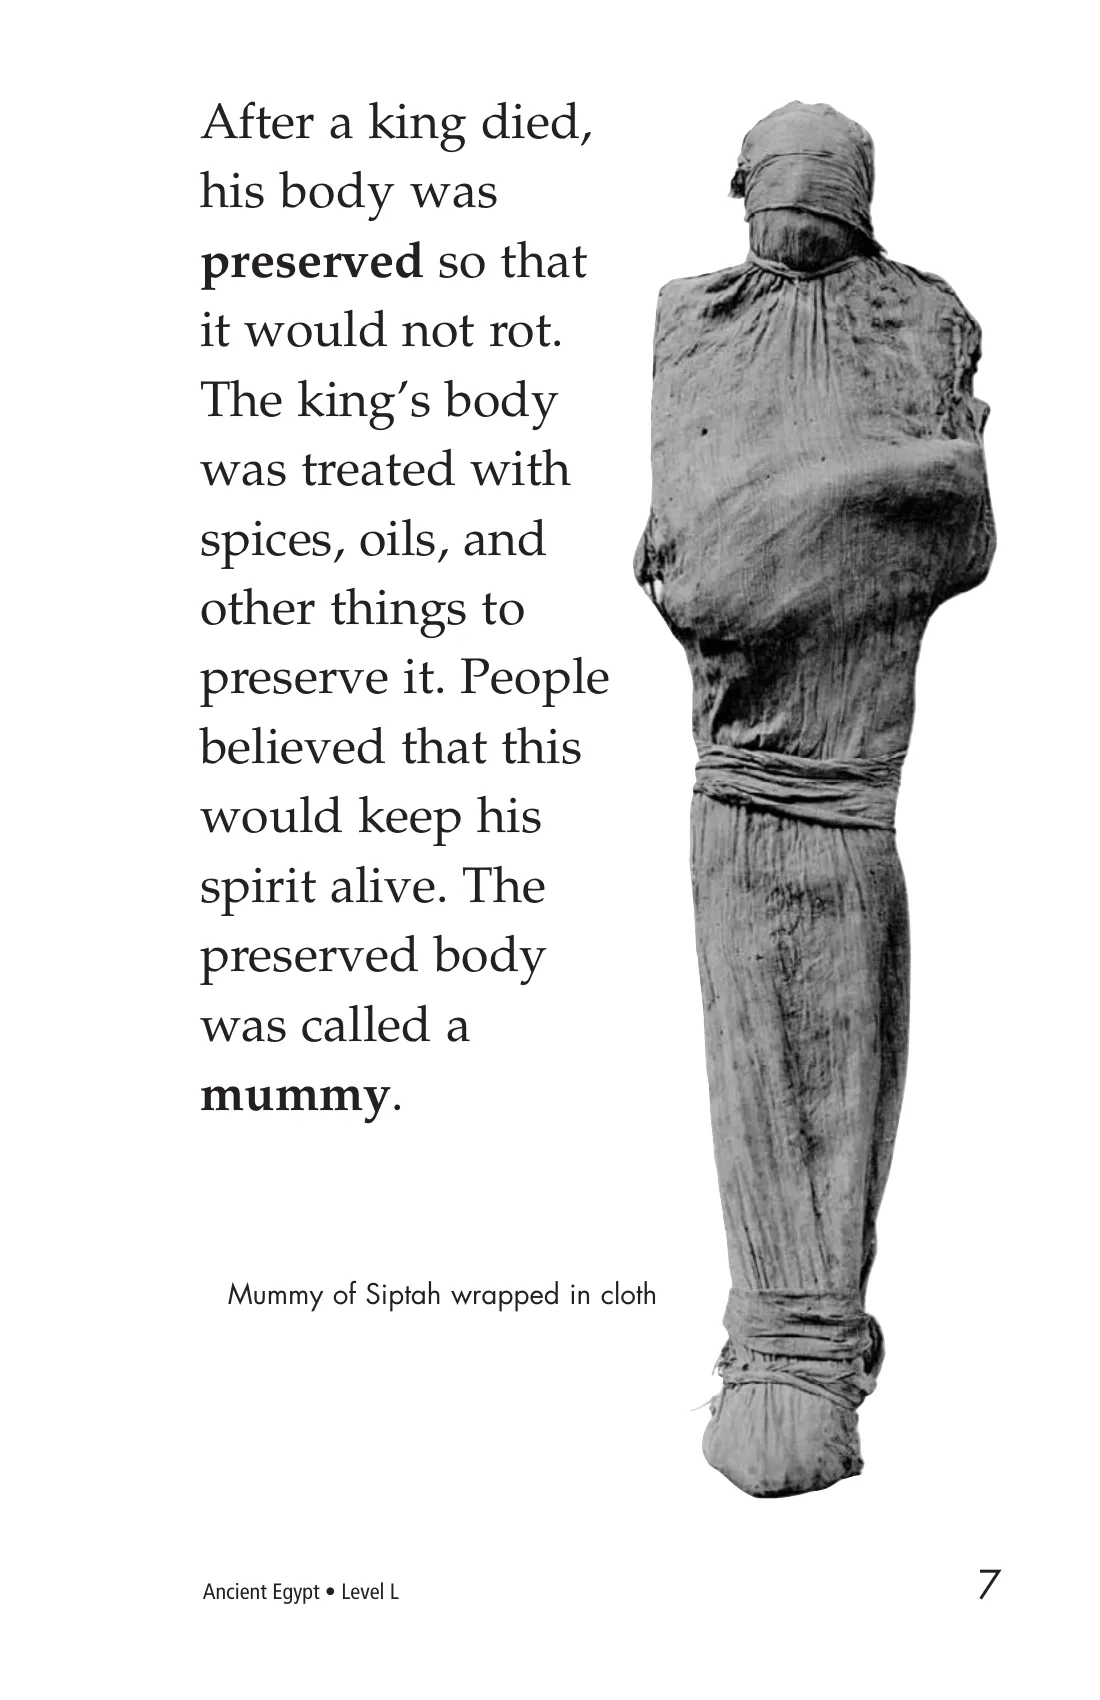 After a king died,
his body was
preserved so that
it would not rot.
The king’s body
was treated with
spices, oils, and
other things to
preserve it. People
believed that this
would keep his
spirit alive. The
preserved body
was called a
mummy.
Mummy of Siptah wrapped in cloth
Ancient Egypt • Level L
7